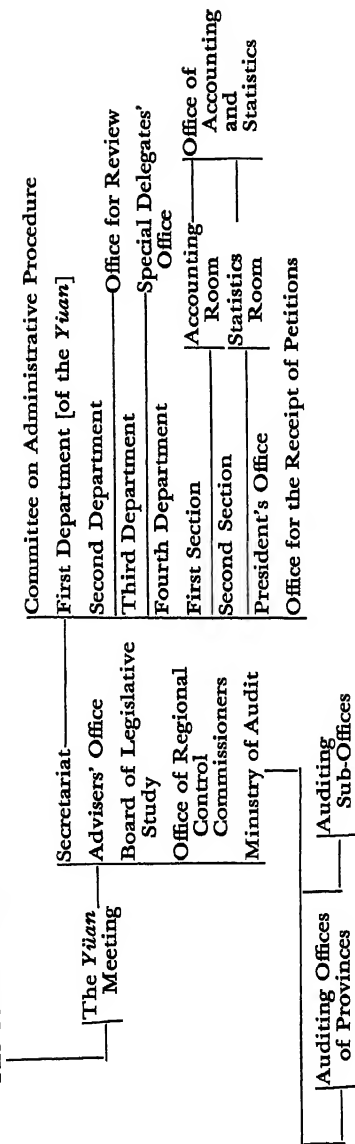 The Yüan
Meeting
Secretariat
Advisers' Office
Board of Legislative
Study
Office of Regional
Control
Commissioners
Ministry of Audit
Auditing Offices
of Provinces
Auditing
Sub-Offices
Committee on Administrative Procedure
First Department [of the Yüan]
Second Department
Third Department
Fourth Department
First Section
Second Section
President's Office
Office for the Receipt of Petitions
Office for Review
Special Delegates'
Office
Accounting
Room
Statistics
Room
Office of
Accounting
and
Statistics